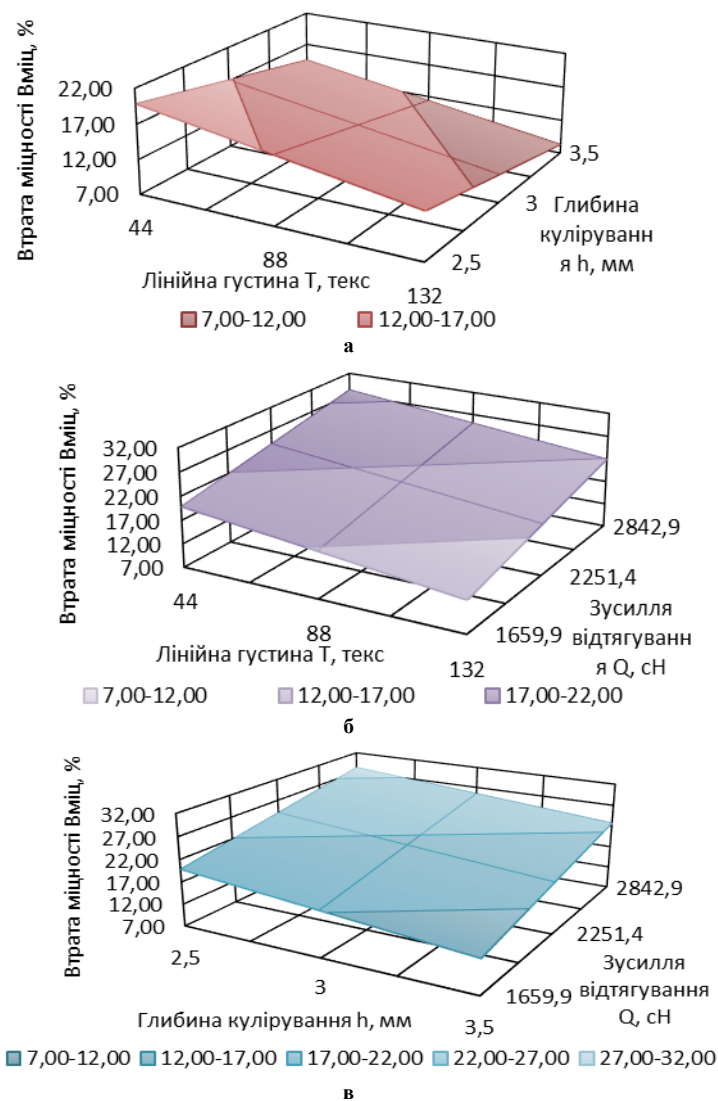 Втрата міцності Вміц, %
22,00
17,00
12,00
7,00
44
88
132
Лінійна густина Т, текс
2,5
3
3,5
Глибина
куліруванн
я h, мм
7,00-12,00 12,00-17,00
а
Втрата міцності Вміц, %
32,00
27,00
22,00
17,00
12,00
7,00
44
88
132
Лінійна густина Т, текс
1659,9
2251,4
2842,9
Зусилля
відтягуванн
я Q, сН
7,00-12,00 12,00-17,00 17,00-22,00
б
Втрата міцності Вміц, %
32,00
27,00
22,00
17,00
12,00
7,00
2,5
3
3,5
Глибина кулірування h, мм
1659,9
2251,4
2842,9
Зусилля
відтягування
Q, сН
7,00-12,00 12,00-17,00 17,00-22,00 22,00-27,00 27,00-32,00
в